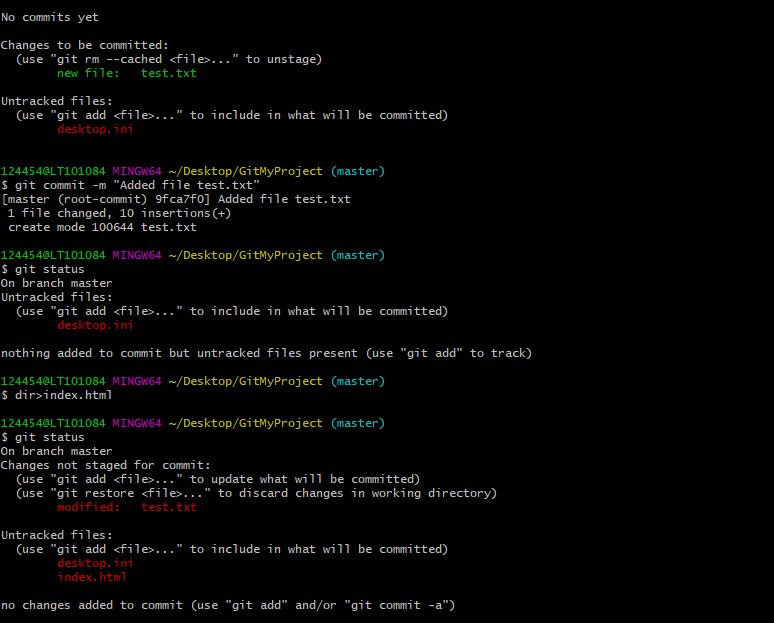 No commits yet
Changes to be committed:
  (use "git rm --cached <file>..." to unstage)
        new file:   test.txt
Untracked files:
  (use "git add <file>..." to include in what will be committed)
        desktop.ini
124454@LT101084 MINGW64 ~/Desktop/GitMyProject (master)
$ git commit -m "Added file test.txt"
[master (root-commit) 9fca7f0] Added file test.txt
 1 file changed, 10 insertions(+)
 create mode 100644 test.txt
124454@LT101084 MINGW64 ~/Desktop/GitMyProject (master)
$ git status
On branch master
Untracked files:
  (use "git add <file>..." to include in what will be committed)
        desktop.ini
nothing added to commit but untracked files present (use "git add" to track)
124454@LT101084 MINGW64 ~/Desktop/GitMyProject (master)
$ dir>index.html
124454@LT101084 MINGW64 ~/Desktop/GitMyProject (master)
$ git status
On branch master
Changes not staged for commit:
  (use "git add <file>..." to update what will be committed)
  (use "git restore <file>..." to discard changes in working directory)
        modified:   test.txt
Untracked files:
  (use "git add <file>..." to include in what will be committed)
        desktop.ini
        index.html
no changes added to commit (use "git add" and/or "git commit -a")